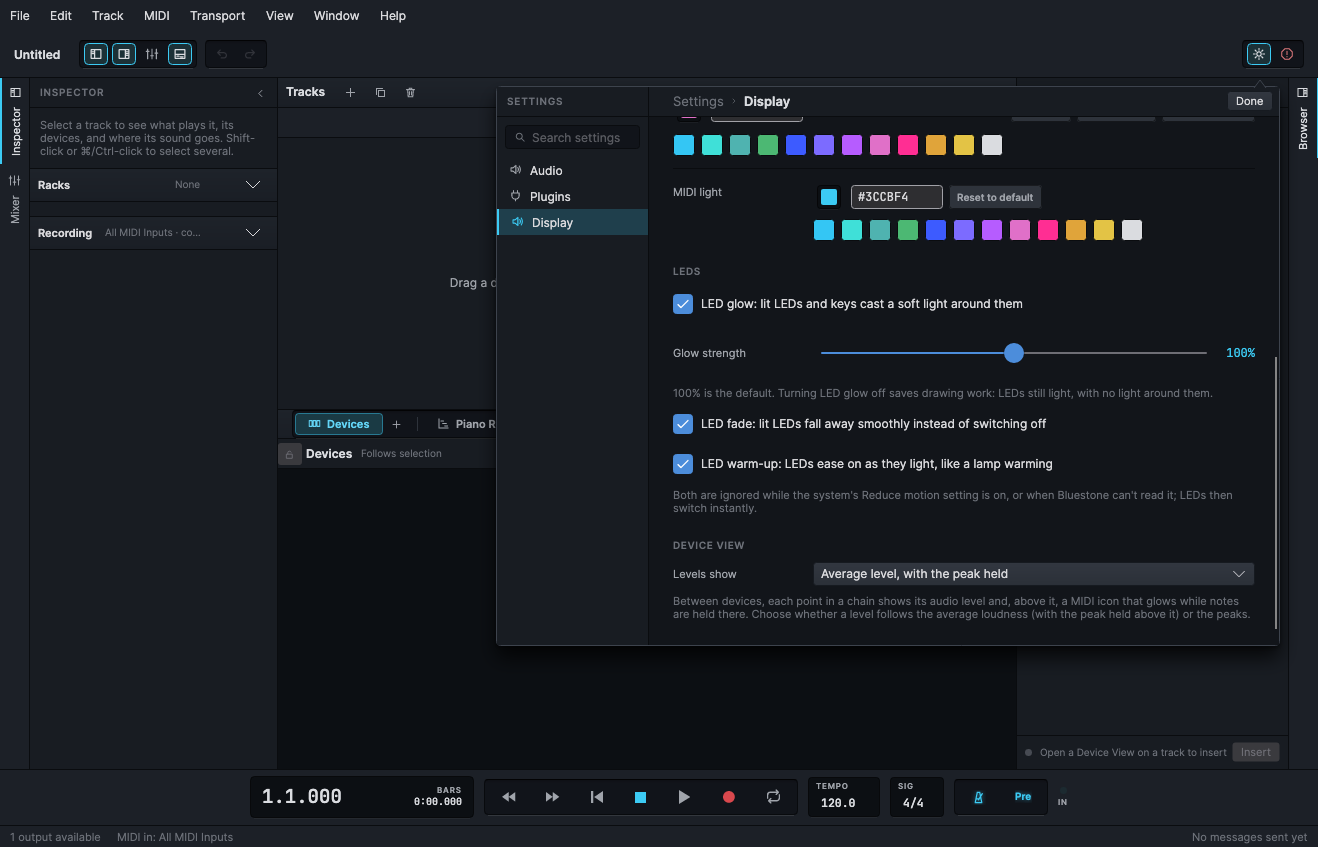 File Edit Track MIDI Transport View Window Help
Untitled
Inspector
Mixer
INSPECTOR
Select a track to see what plays it, its
devices, and where its sound goes. Shift-
click or ⌘/Ctrl-click to select several.
Racks None
Recording All MIDI Inputs · co...
Tracks
Drag a d
Devices
Piano R
Devices Follows selection
SETTINGS
Search settings
Audio
Plugins
Display
Settings › Display
Done
MIDI light
#3CCBF4
Reset to default
LEDS
LED glow: lit LEDs and keys cast a soft light around them
Glow strength
100%
100% is the default. Turning LED glow off saves drawing work: LEDs still light, with no light around them.
LED fade: lit LEDs fall away smoothly instead of switching off
LED warm-up: LEDs ease on as they light, like a lamp warming
Both are ignored while the system's Reduce motion setting is on, or when Bluestone can't read it; LEDs then
switch instantly.
DEVICE VIEW
Levels show
Average level, with the peak held
Between devices, each point in a chain shows its audio level and, above it, a MIDI icon that glows while notes
are held there. Choose whether a level follows the average loudness (with the peak held above it) or the peaks.
Browser
Open a Device View on a track to insert
Insert
1.1.000
BARS
0:00.000
TEMPO
120.0
SIG
4/4
Pre
IN
1 output available
MIDI in: All MIDI Inputs
No messages sent yet